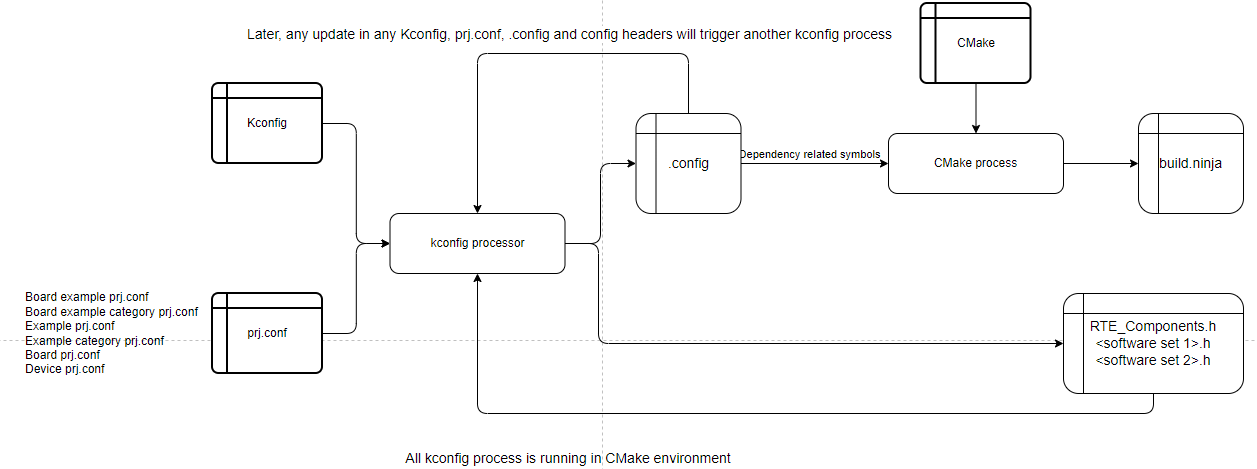 Later, any update in any Kconfig, prj.conf, .config and config headers will trigger another kconfig process
CMake
Kconfig
.config
Dependency related symbols
CMake process
build.ninja
kconfig processor
Board example prj.conf
Board example category prj.conf
Example prj.conf
Example category prj.conf
Board prj.conf
Device prj.conf
prj.conf
RTE_Components.h
<software set 1>.h
<software set 2>.h
All kconfig process is running in CMake environment